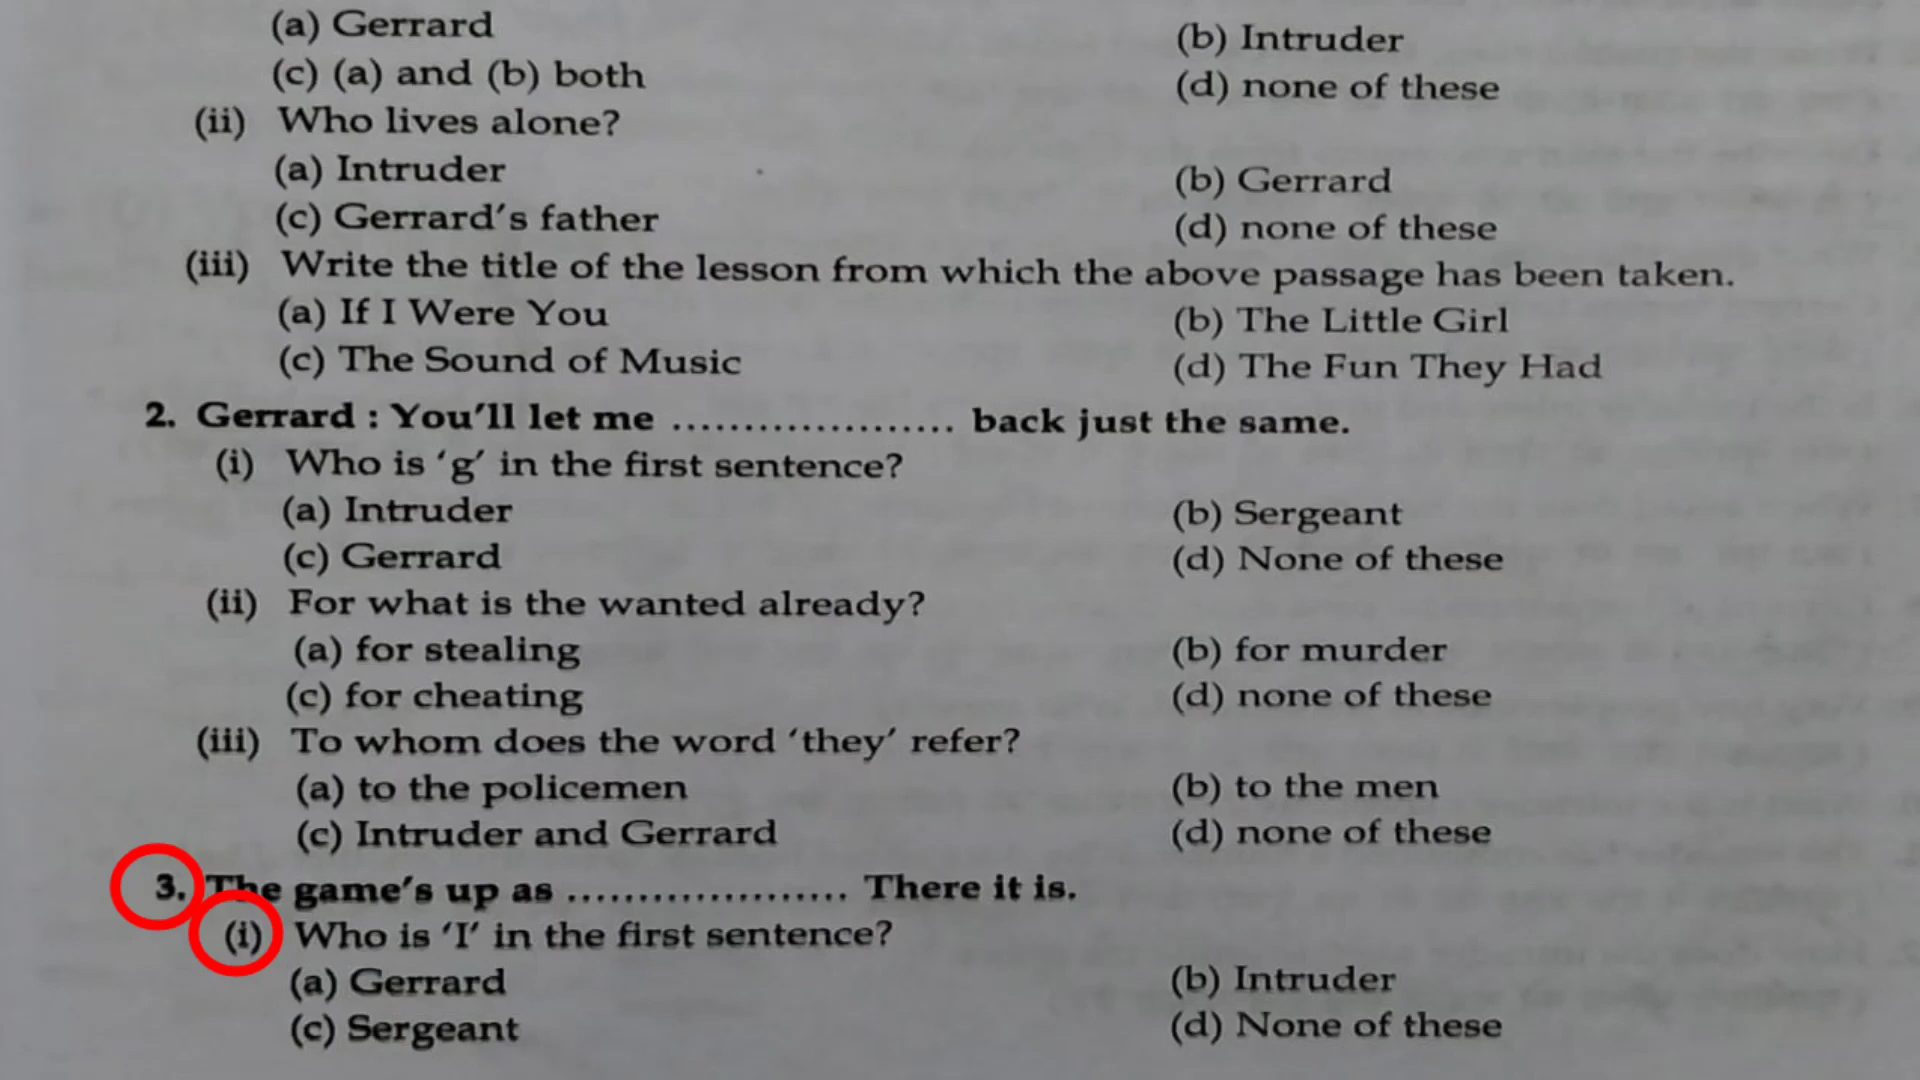 (a) Gerrard (b) Intruder
(c) (a) and (b) both (d) none of these
(ii) Who lives alone?
(a) Intruder (b) Gerrard
(c) Gerrard's father (d) none of these
(iii) Write the title of the lesson from which the above passage has been taken.
(a) If I Were You (b) The Little Girl
(c) The Sound of Music (d) The Fun They Had
2. Gerrard : You'll let me .................... back just the same.
(i) Who is 'g' in the first sentence?
(a) Intruder (b) Sergeant
(c) Gerrard (d) None of these
(ii) For what is the wanted already?
(a) for stealing (b) for murder
(c) for cheating (d) none of these
(iii) To whom does the word 'they' refer?
(a) to the policemen (b) to the men
(c) Intruder and Gerrard (d) none of these
3. The game's up as .................... There it is.
(i) Who is 'I' in the first sentence?
(a) Gerrard (b) Intruder
(c) Sergeant (d) None of these